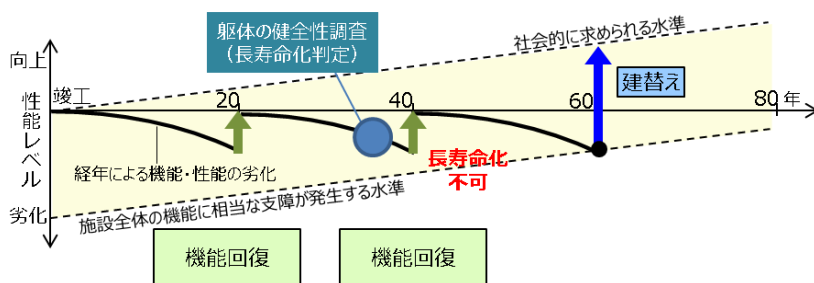 躯体の健全性調査
（長寿命化判定）
社会的に求められる水準
向上
性能レベル
劣化
竣工
20
40
60
80 年
建替え
経年による機能・性能の劣化
長寿命化
不可
施設全体の機能に相当な支障が発生する水準
機能回復
機能回復